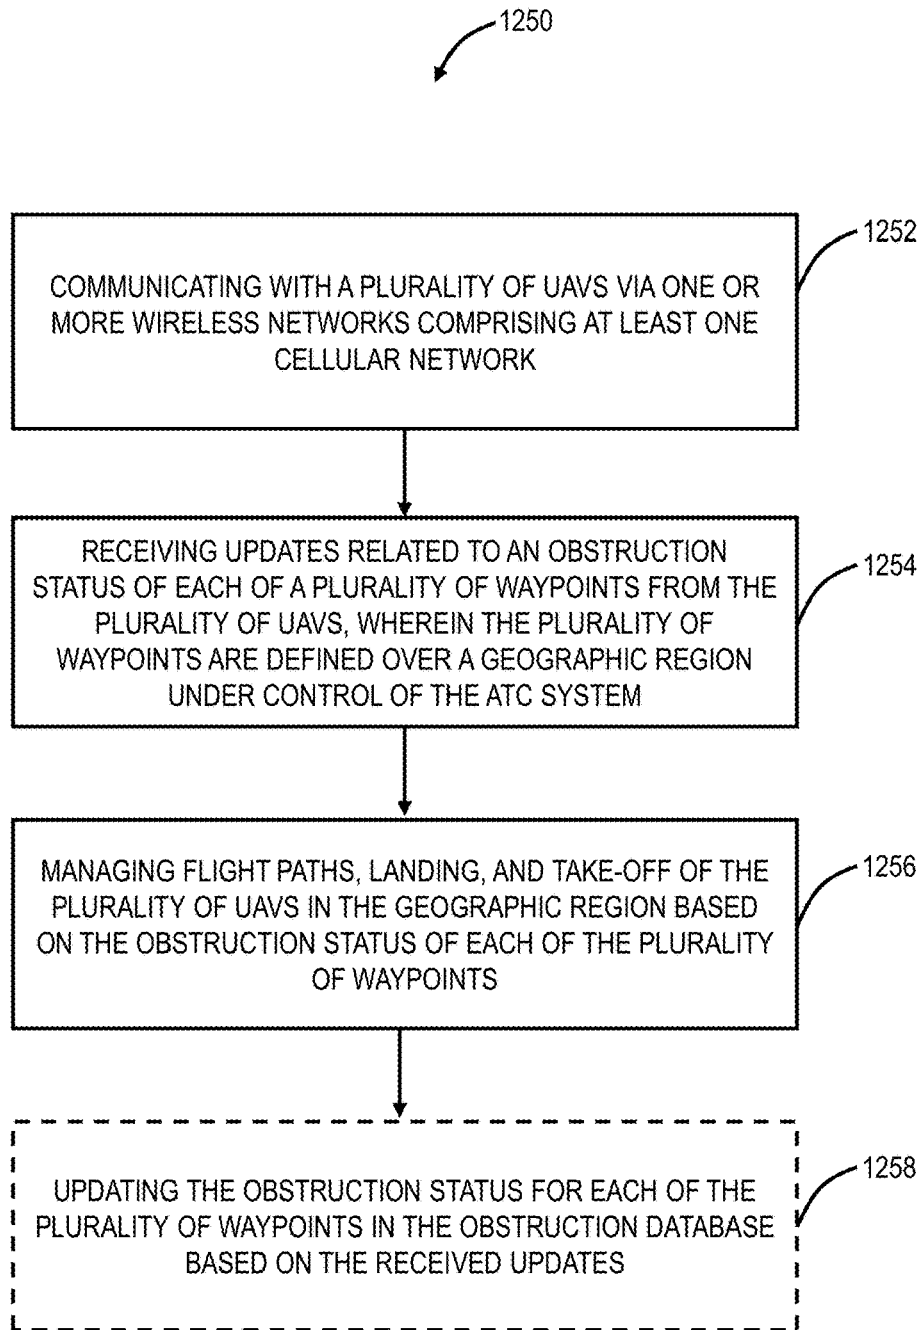 1250
COMMUNICATING WITH A PLURALITY OF UAVS VIA ONE OR
MORE WIRELESS NETWORKS COMPRISING AT LEAST ONE
CELLULAR NETWORK
1252
RECEIVING UPDATES RELATED TO AN OBSTRUCTION
STATUS OF EACH OF A PLURALITY OF WAYPOINTS FROM THE
PLURALITY OF UAVS, WHEREIN THE PLURALITY OF
WAYPOINTS ARE DEFINED OVER A GEOGRAPHIC REGION
UNDER CONTROL OF THE ATC SYSTEM
1254
MANAGING FLIGHT PATHS, LANDING, AND TAKE-OFF OF THE
PLURALITY OF UAVS IN THE GEOGRAPHIC REGION BASED
ON THE OBSTRUCTION STATUS OF EACH OF THE PLURALITY
OF WAYPOINTS
1256
UPDATING THE OBSTRUCTION STATUS FOR EACH OF THE
PLURALITY OF WAYPOINTS IN THE OBSTRUCTION DATABASE
BASED ON THE RECEIVED UPDATES
1258